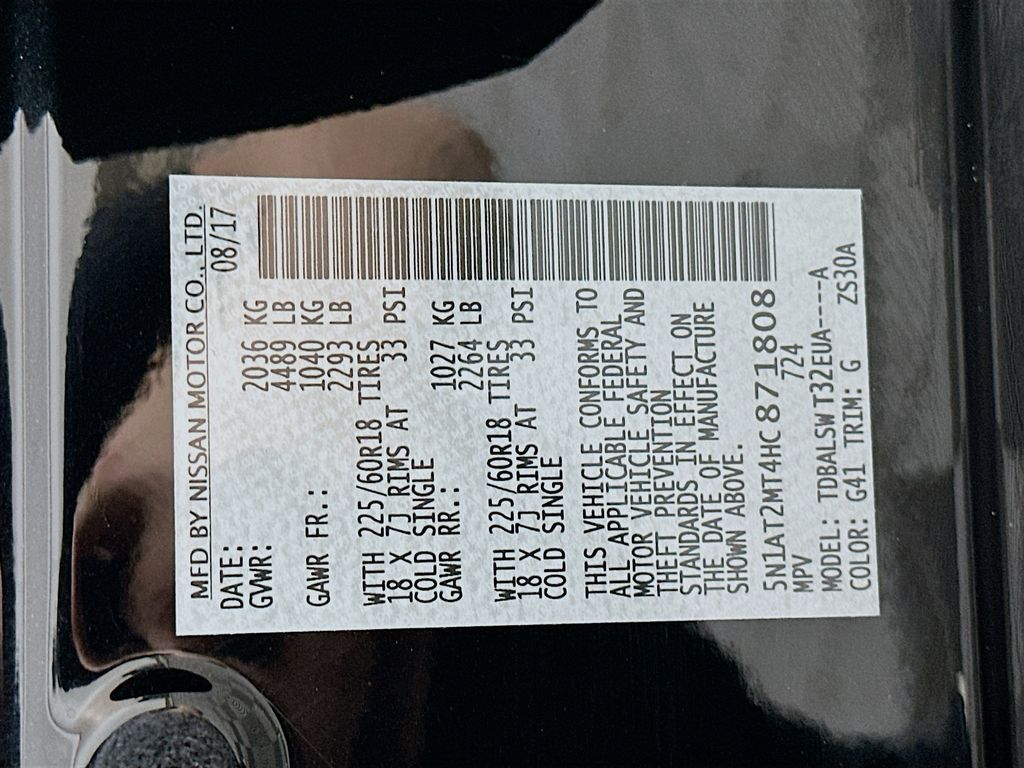 MFD BY NISSAN MOTOR CO., LTD.
DATE: 08/17
GVWR: 2036 KG
4489 LB
GAWR FR.: 1040 KG
2293 LB
WITH 225/60R18 TIRES
18 X 7J RIMS AT 33 PSI
COLD SINGLE
GAWR RR.: 1027 KG
2264 LB
WITH 225/60R18 TIRES
18 X 7J RIMS AT 33 PSI
COLD SINGLE
THIS VEHICLE CONFORMS TO
ALL APPLICABLE FEDERAL
MOTOR VEHICLE SAFETY AND
THEFT PREVENTION
STANDARDS IN EFFECT ON
THE DATE OF MANUFACTURE
SHOWN ABOVE.
5N1AT2MT4HC871808
MPV 724
MODEL: TDBALSW T32EUA----A
COLOR: G41 TRIM: G ZS30A